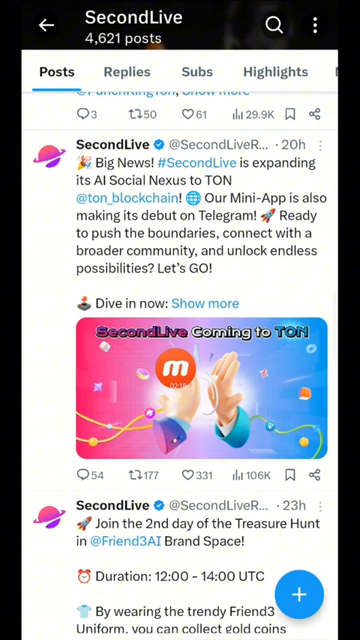 SecondLive
4,621 posts
Posts Replies Subs Highlights
@PunchKingTon, Show more
3 50 61 29.9K
SecondLive @SecondLiveR... · 20h
🎉 Big News! #SecondLive is expanding
its AI Social Nexus to TON
@ton_blockchain! 🌐 Our Mini-App is also
making its debut on Telegram! 🚀 Ready
to push the boundaries, connect with a
broader community, and unlock endless
possibilities? Let's GO!
🕹️ Dive in now: Show more
SecondLive Coming to TON
54 177 331 106K
SecondLive @SecondLiveR... · 23h
🚀 Join the 2nd day of the Treasure Hunt
in @Friend3AI Brand Space!
⏰ Duration: 12:00 - 14:00 UTC
👕 By wearing the trendy Friend3
Uniform, you can collect gold coins